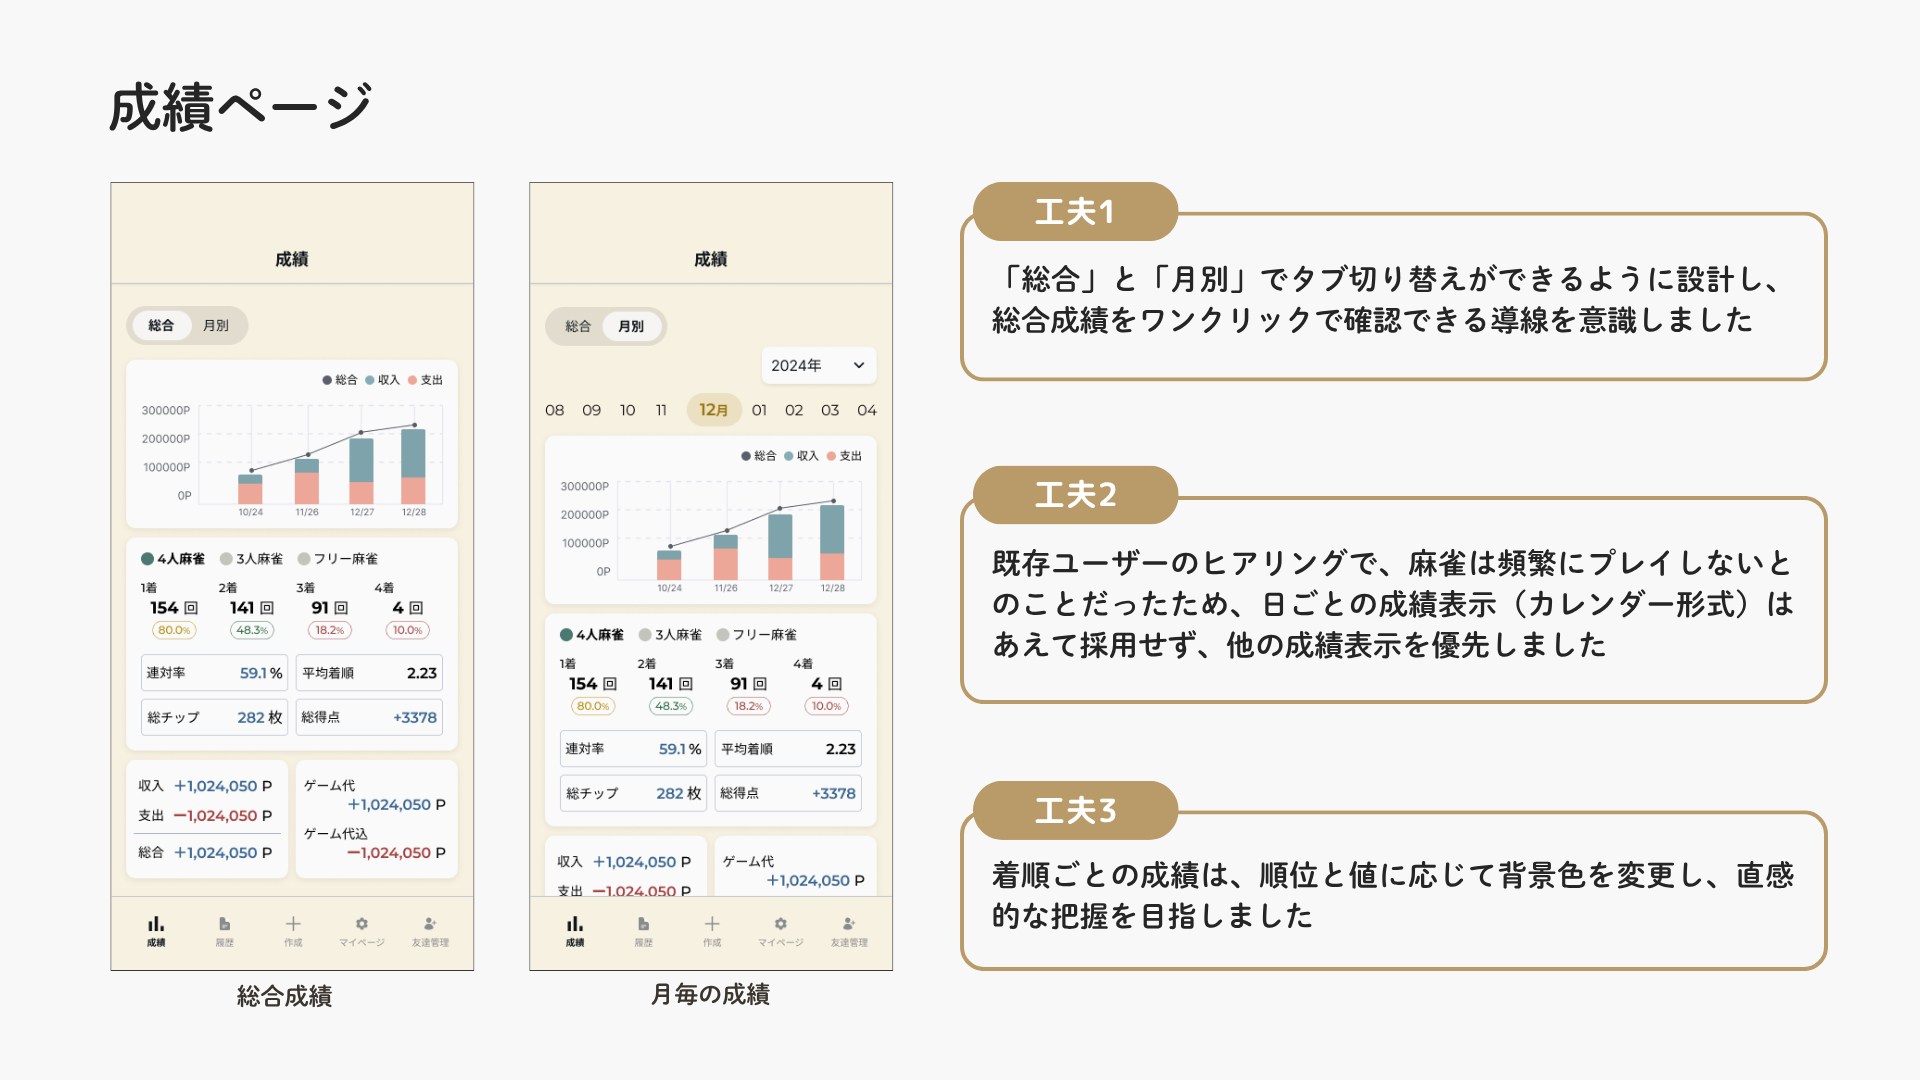 成績ページ
成績
総合 月別
総合 収入 支出
300000P
200000P
100000P
0P
10/24 11/26 12/27 12/28
4人麻雀 3人麻雀 フリー麻雀
1着 2着 3着 4着
154 回 141 回 91 回 4 回
80.0% 48.3% 18.2% 10.0%
連対率 59.1 % 平均着順 2.23
総チップ 282 枚 総得点 +3378
収入 +1,024,050 P
支出 −1,024,050 P
総合 +1,024,050 P
ゲーム代
+1,024,050 P
ゲーム代込
−1,024,050 P
成績 履歴 作成 マイページ 友達管理
総合成績
成績
総合 月別
2024年
08 09 10 11 12月 01 02 03 04
総合 収入 支出
300000P
200000P
100000P
0P
10/24 11/26 12/27 12/28
4人麻雀 3人麻雀 フリー麻雀
1着 2着 3着 4着
154 回 141 回 91 回 4 回
80.0% 48.3% 18.2% 10.0%
連対率 59.1 % 平均着順 2.23
総チップ 282 枚 総得点 +3378
収入 +1,024,050 P
支出 −1,024,050 P
ゲーム代
+1,024,050 P
成績 履歴 作成 マイページ 友達管理
月毎の成績
工夫1
「総合」と「月別」でタブ切り替えができるように設計し、
総合成績をワンクリックで確認できる導線を意識しました
工夫2
既存ユーザーのヒアリングで、麻雀は頻繁にプレイしないと
のことだったため、日ごとの成績表示（カレンダー形式）は
あえて採用せず、他の成績表示を優先しました
工夫3
着順ごとの成績は、順位と値に応じて背景色を変更し、直感
的な把握を目指しました